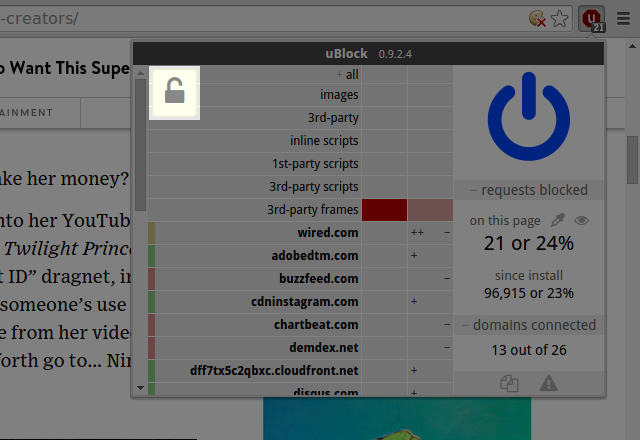 -creators/
21
uBlock 0.9.2.4
o Want This Supe
AINMENT
ake her money?
nto her YouTub
Twilight Prince
t ID” dragnet, in
someone’s use
e from her vide
forth go to… Nin
+ all
images
3rd-party
inline scripts
1st-party scripts
3rd-party scripts
3rd-party frames
wired.com ++ −
adobedtm.com +
buzzfeed.com −
cdninstagram.com +
chartbeat.com −
demdex.net −
dff7tx5c2qbxc.cloudfront.net +
disqus.com +
− requests blocked
on this page
21 or 24%
since install
96,915 or 23%
− domains connected
13 out of 26